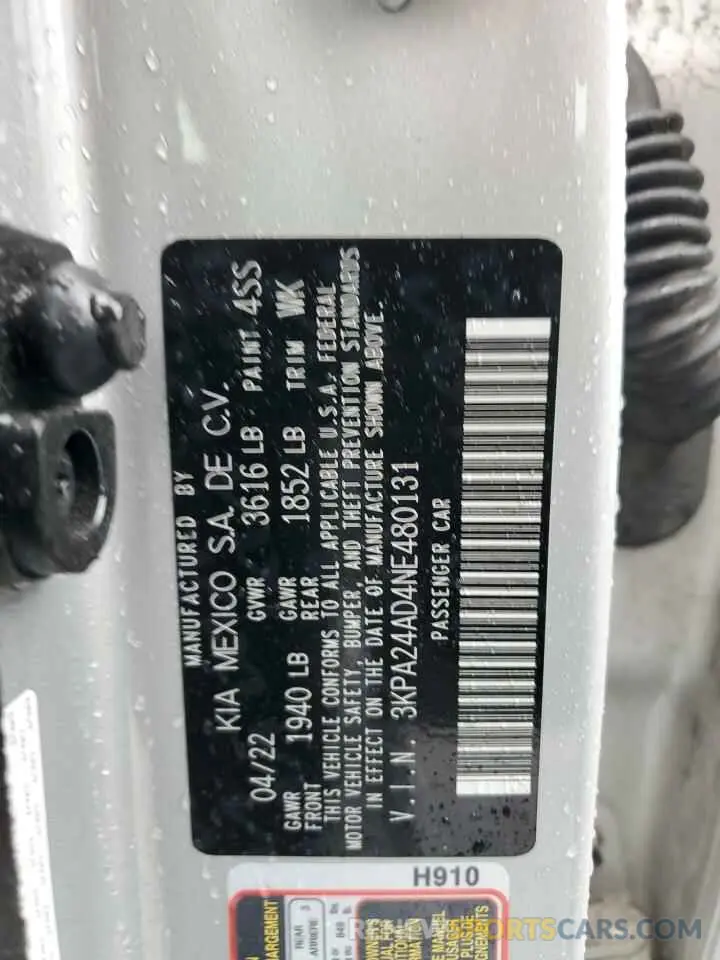 MANUFACTURED BY
KIA MEXICO S.A. DE C.V.
04/22 GVWR 3616 LB PAINT 4SS
GAWR FRONT 1940 LB GAWR REAR 1852 LB TRIM WK
THIS VEHICLE CONFORMS TO ALL APPLICABLE U.S.A. FEDERAL
MOTOR VEHICLE SAFETY, BUMPER, AND THEFT PREVENTION STANDARDS
IN EFFECT ON THE DATE OF MANUFACTURE SHOWN ABOVE.
V.I.N. 3KPA24AD4NE480131
PASSENGER CAR
H910